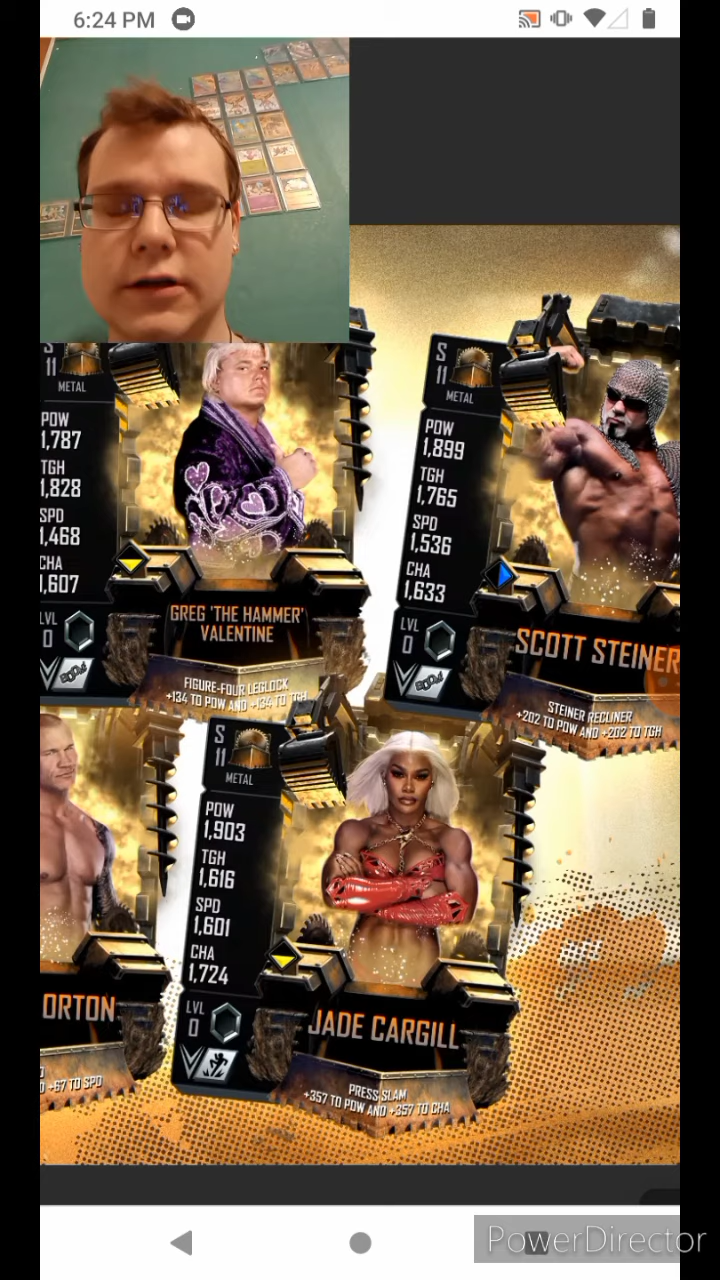 6:24 PM
S
11
METAL
POW
1,787
TGH
1,828
SPD
1,468
CHA
1,607
LVL
0
BOOM!
GREG 'THE HAMMER'
VALENTINE
FIGURE-FOUR LEGLOCK
+134 TO POW AND +134 TO TGH
S
11
METAL
POW
1,899
TGH
1,765
SPD
1,536
CHA
1,633
LVL
0
BOOM!
SCOTT STEINER
STEINER RECLINER
+202 TO POW AND +202 TO TGH
ORTON
+67 TO SPD
S
11
METAL
POW
1,903
TGH
1,616
SPD
1,601
CHA
1,724
LVL
0
JADE CARGILL
PRESS SLAM
+357 TO POW AND +357 TO CHA
PowerDirector